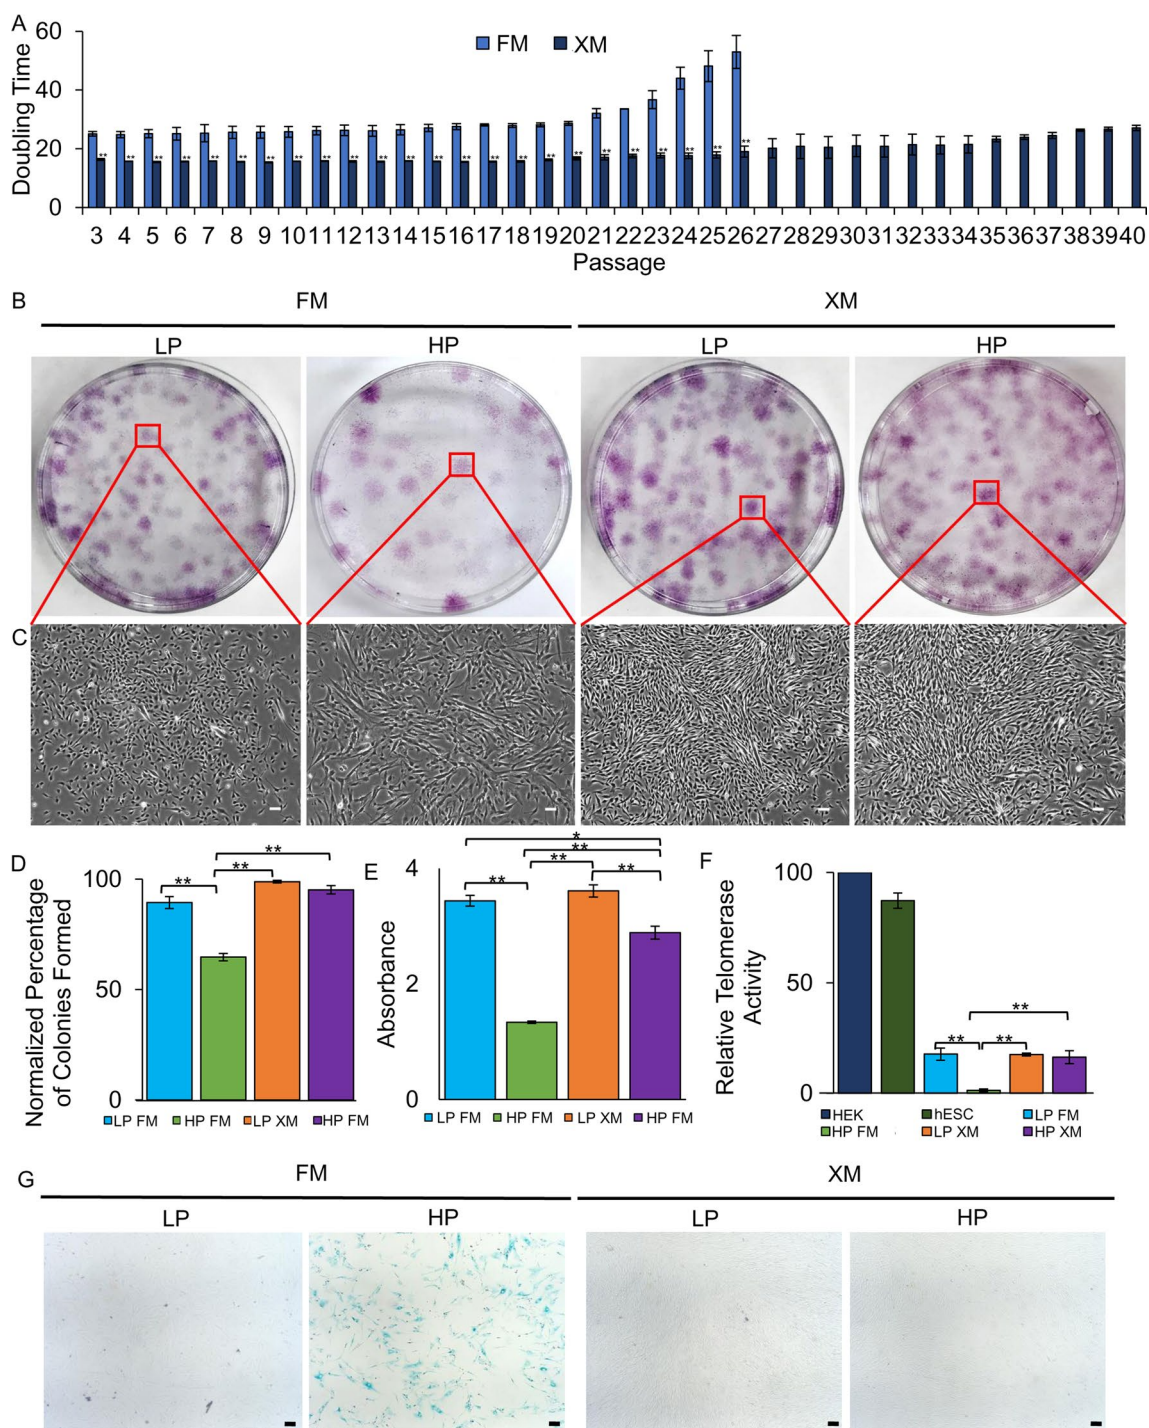 A
60
40
20
0
Doubling Time
FM XM
** ** ** ** ** ** ** ** ** ** ** ** ** ** ** ** ** ** ** ** ** ** ** **
3 4 5 6 7 8 9 10 11 12 13 14 15 16 17 18 19 20 21 22 23 24 25 26 27 28 29 30 31 32 33 34 35 36 37 38 39 40
Passage
B
FM XM
LP HP LP HP
C
D
Normalized Percentage
of Colonies Formed
100
50
0
** ** **
LP FM HP FM LP XM HP FM
E
Absorbance
4
2
0
*
**
** ** **
LP FM HP FM LP XM HP FM
F
Relative Telomerase
Activity
100
50
0
**
** **
HEK hESC LP FM
HP FM LP XM HP XM
G
FM XM
LP HP LP HP